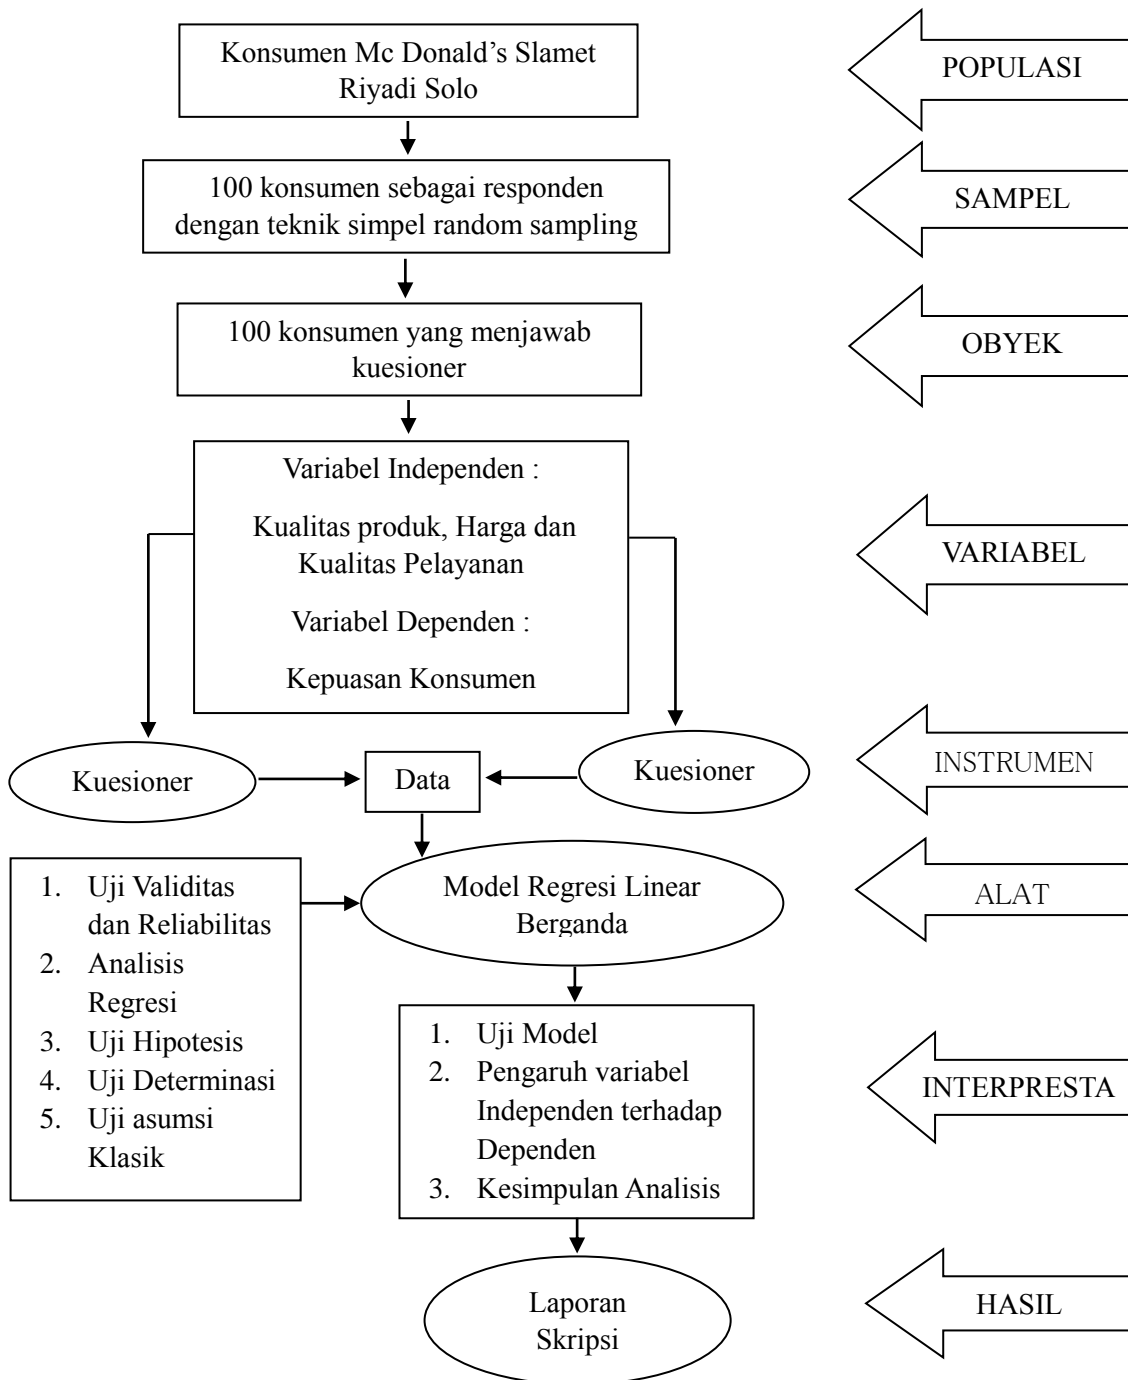 Konsumen Mc Donald’s Slamet
Riyadi Solo
POPULASI
100 konsumen sebagai responden
dengan teknik simpel random sampling
SAMPEL
100 konsumen yang menjawab
kuesioner
OBYEK
Variabel Independen :
Kualitas produk, Harga dan
Kualitas Pelayanan
Variabel Dependen :
Kepuasan Konsumen
VARIABEL
Kuesioner
Data
Kuesioner
INSTRUMEN
1. Uji Validitas
dan Reliabilitas
2. Analisis
Regresi
3. Uji Hipotesis
4. Uji Determinasi
5. Uji asumsi
Klasik
Model Regresi Linear
Berganda
ALAT
1. Uji Model
2. Pengaruh variabel
Independen terhadap
Dependen
3. Kesimpulan Analisis
INTERPRESTA
Laporan
Skripsi
HASIL